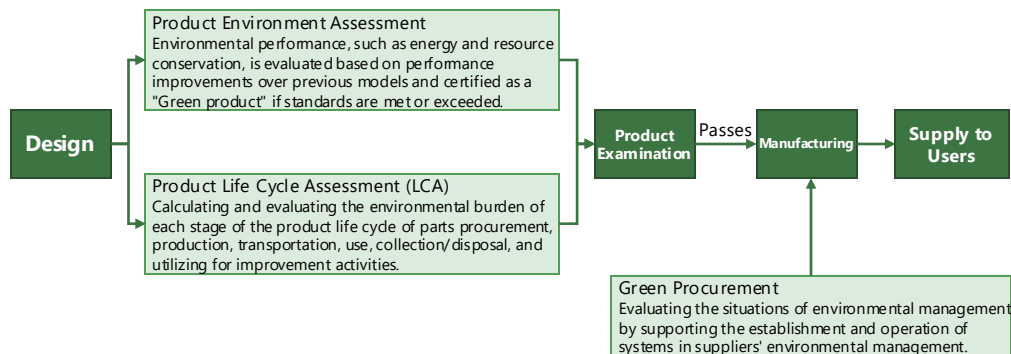 Design
Product Environment Assessment
Environmental performance, such as energy and resource
conservation, is evaluated based on performance
improvements over previous models and certified as a
"Green product" if standards are met or exceeded.
Product Life Cycle Assessment (LCA)
Calculating and evaluating the environmental burden of
each stage of the product life cycle of parts procurement,
production, transportation, use, collection/disposal, and
utilizing for improvement activities.
Product
Examination
Passes
Manufacturing
Supply to
Users
Green Procurement
Evaluating the situations of environmental management
by supporting the establishment and operation of
systems in suppliers' environmental management.